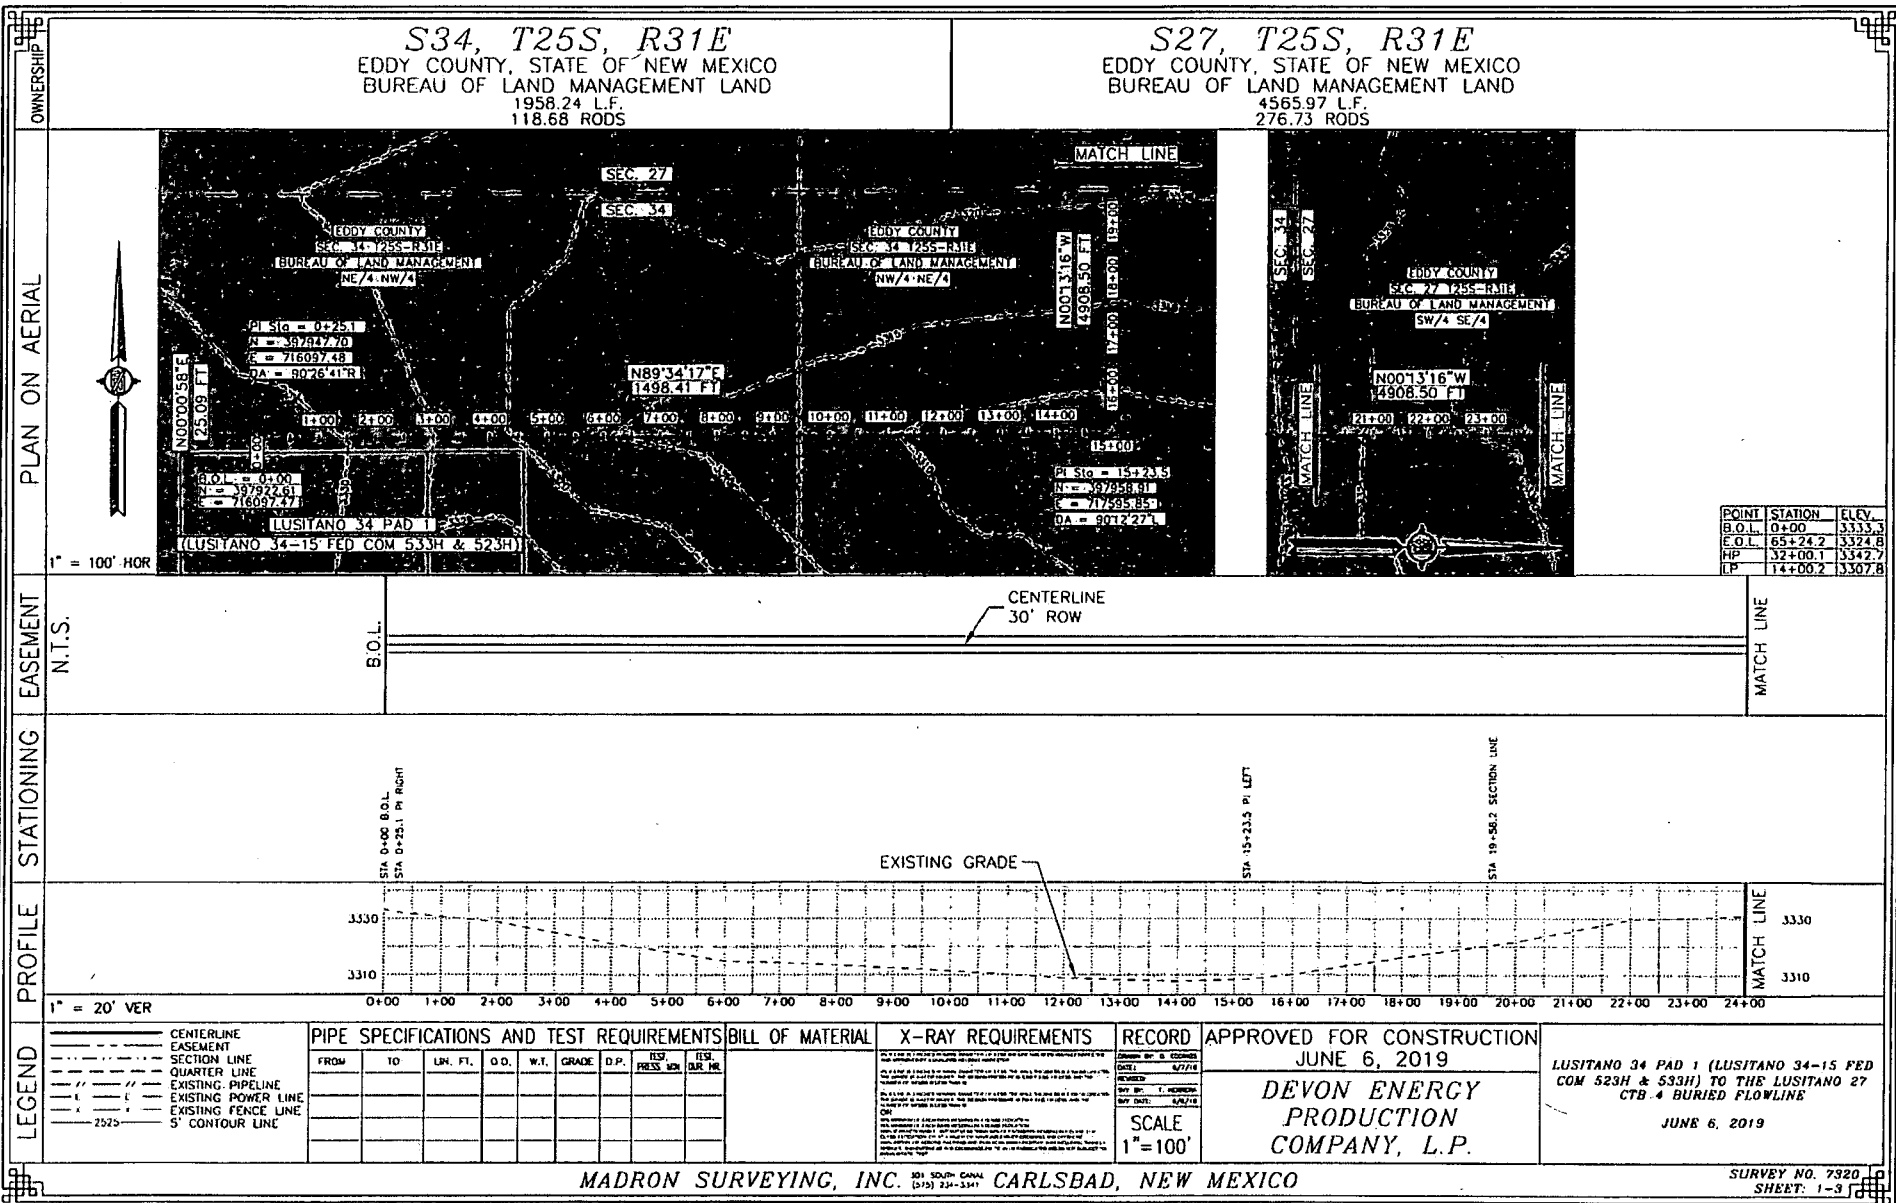 OWNERSHIP
S34, T25S, R31E
EDDY COUNTY, STATE OF NEW MEXICO
BUREAU OF LAND MANAGEMENT LAND
1958.24 L.F.
118.68 RODS
S27, T25S, R31E
EDDY COUNTY, STATE OF NEW MEXICO
BUREAU OF LAND MANAGEMENT LAND
4565.97 L.F.
276.73 RODS
PLAN ON AERIAL
1" = 100' HOR
MATCH LINE
SEC. 27
SEC. 34
EDDY COUNTY
SEC. 34 T25S-R31E
BUREAU OF LAND MANAGEMENT
NE/4 NW/4
EDDY COUNTY
SEC. 34 T25S-R31E
BUREAU OF LAND MANAGEMENT
NW/4 NE/4
N00°13'16"W
4908.50 FT
16+00 17+00 18+00 19+00
PI Sta = 0+25.1
N = 397947.70
E = 716097.48
DA = 90°26'41"R
N00°00'58"E
25.09 FT
N89°34'17"E
1498.41 FT
0+00 1+00 2+00 3+00 4+00 5+00 6+00 7+00 8+00 9+00 10+00 11+00 12+00 13+00 14+00
15+00
B.O.L. = 0+00
N = 397922.61
E = 716097.47
PI Sta = 15+23.5
N = 397958.91
E = 717595.85
DA = 90°12'27"L
LUSITANO 34 PAD 1
(LUSITANO 34-15 FED COM 533H & 523H)
SEC. 34
SEC. 27
EDDY COUNTY
SEC. 27 T25S-R31E
BUREAU OF LAND MANAGEMENT
SW/4 SE/4
N00°13'16"W
4908.50 FT
21+00 22+00 23+00
MATCH LINE
MATCH LINE
POINT STATION ELEV.
B.O.L. 0+00 3333.3
E.O.L. 65+24.2 3324.8
HP 32+00.1 3342.7
LP 14+00.2 3307.8
EASEMENT
N.T.S.
B.O.L.
CENTERLINE
30' ROW
MATCH LINE
STATIONING
STA 0+00 B.O.L.
STA 0+25.1 PI RIGHT
STA 15+23.5 PI LEFT
STA 19+58.2 SECTION LINE
PROFILE
1" = 20' VER
EXISTING GRADE
3330
3310
MATCH LINE
3330
3310
0+00 1+00 2+00 3+00 4+00 5+00 6+00 7+00 8+00 9+00 10+00 11+00 12+00 13+00 14+00 15+00 16+00 17+00 18+00 19+00 20+00 21+00 22+00 23+00 24+00
LEGEND
CENTERLINE
EASEMENT
SECTION LINE
QUARTER LINE
EXISTING PIPELINE
EXISTING POWER LINE
EXISTING FENCE LINE
2525 5' CONTOUR LINE
PIPE SPECIFICATIONS AND TEST REQUIREMENTS
FROM TO LIN. FT. O.D. W.T. GRADE D.P. TEST. PRESS MIN TEST. DUR. HR.
BILL OF MATERIAL
X-RAY REQUIREMENTS
OR
RECORD
SCALE
1"=100'
APPROVED FOR CONSTRUCTION
JUNE 6, 2019
DEVON ENERGY
PRODUCTION
COMPANY, L.P.
LUSITANO 34 PAD 1 (LUSITANO 34-15 FED
COM 523H & 533H) TO THE LUSITANO 27
CTB 4 BURIED FLOWLINE
JUNE 6, 2019
MADRON SURVEYING, INC. 301 SOUTH CANAL (575) 234-3341 CARLSBAD, NEW MEXICO
SURVEY NO. 7320
SHEET: 1-3